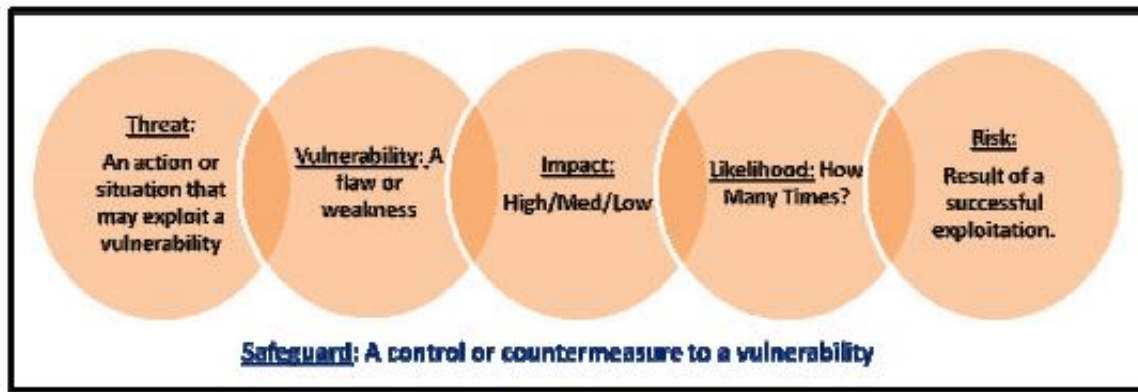 Threat:
An action or
situation that
may exploit a
vulnerability
Vulnerability: A
flaw or
weakness
Impact:
High/Med/Low
Likelihood: How
Many Times?
Risk:
Result of a
successful
exploitation.
Safeguard: A control or countermeasure to a vulnerability